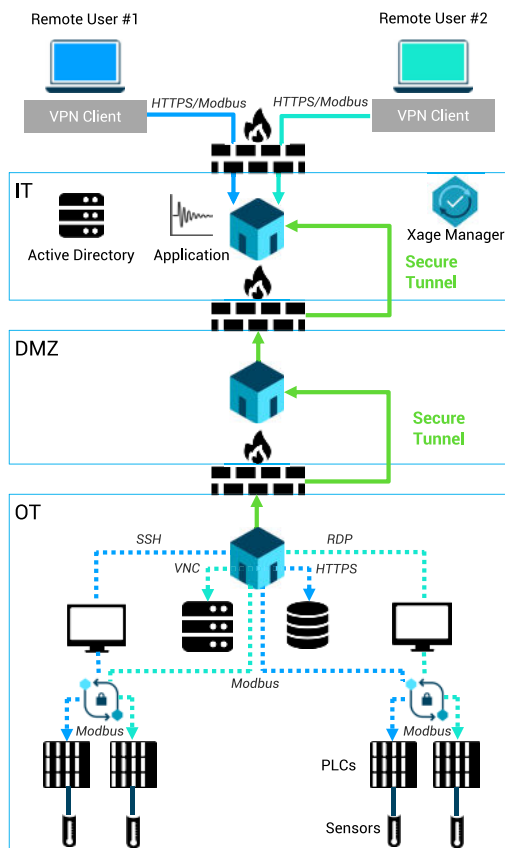 Remote User #1
Remote User #2
VPN Client
HTTPS/Modbus
HTTPS/Modbus
VPN Client
IT
Active Directory
Application
Xage Manager
Secure
Tunnel
DMZ
Secure
Tunnel
OT
SSH
RDP
VNC
HTTPS
Modbus
Modbus
Modbus
PLCs
Sensors